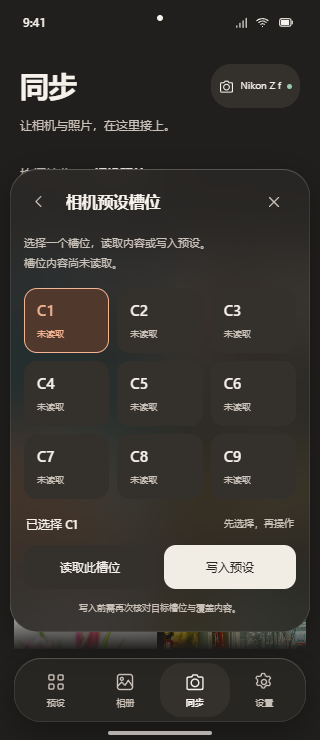 9:41
同步
Nikon Z f
让相机与照片，在这里接上。
相机预设槽位
选择一个槽位，读取内容或写入预设。
槽位内容尚未读取。
C1
未读取
C2
未读取
C3
未读取
C4
未读取
C5
未读取
C6
未读取
C7
未读取
C8
未读取
C9
未读取
已选择 C1
先选择，再操作
读取此槽位
写入预设
写入前需再次核对目标槽位与覆盖内容。
预设
相册
同步
设置